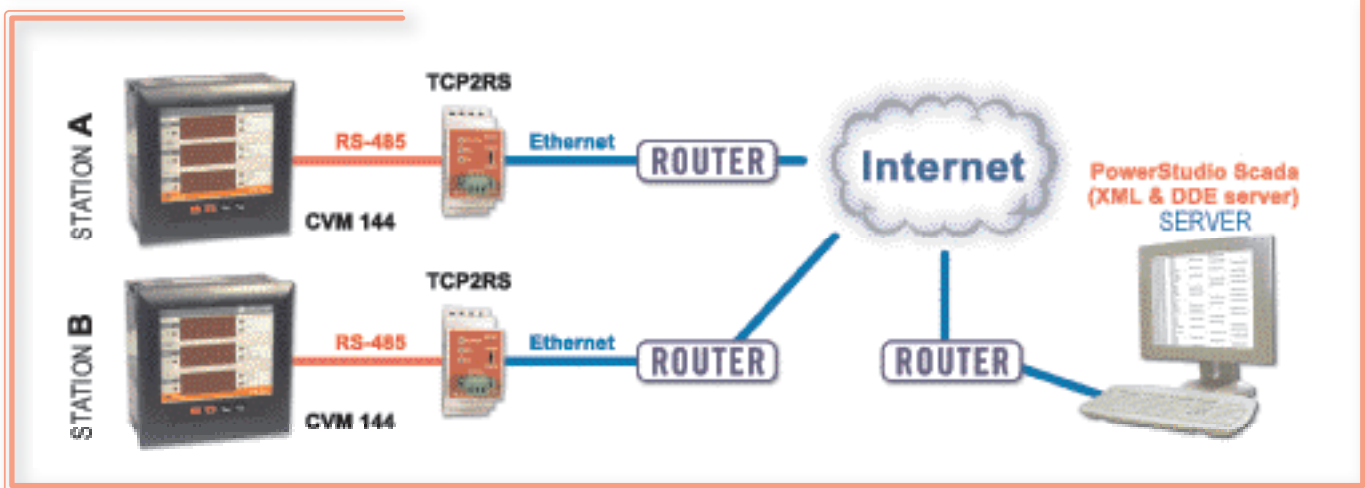 STATION A
CVM 144
RS-485
TCP2RS
Ethernet
ROUTER
Internet
STATION B
CVM 144
RS-485
TCP2RS
Ethernet
ROUTER
ROUTER
PowerStudio Scada
(XML & DDE server)
SERVER